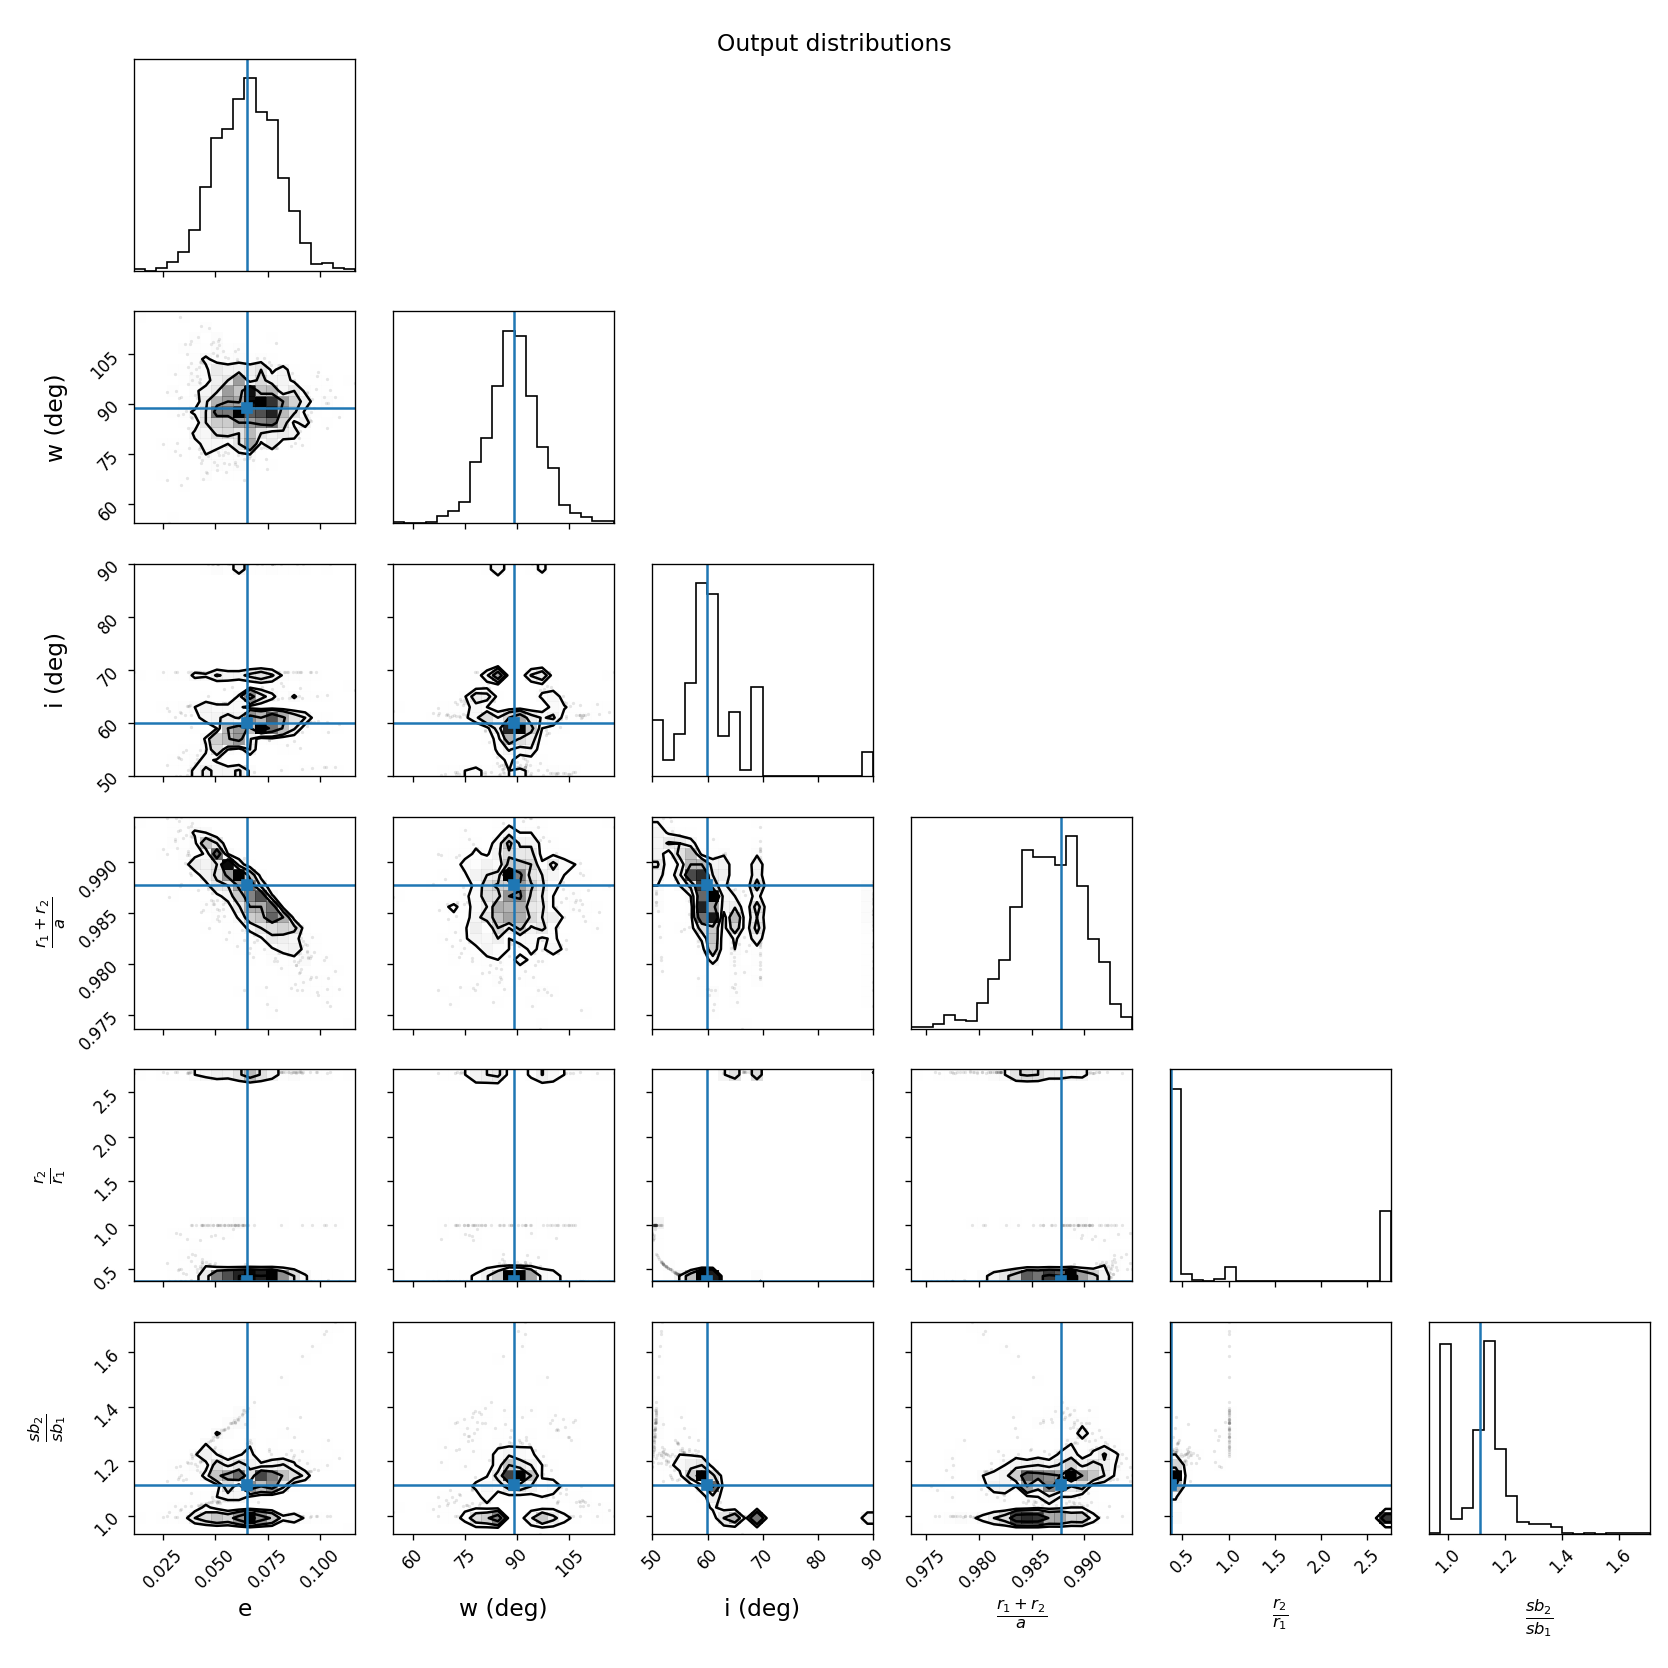 Output distributions
w (deg)
105
90
75
60
i (deg)
90
80
70
60
50
r₁ + r₂
a
0.990
0.985
0.980
0.975
r₂
r₁
2.5
2.0
1.5
1.0
0.5
sb₂
sb₁
1.6
1.4
1.2
1.0
0.025 0.050 0.075 0.100 60 75 90 105 50 60 70 80 90 0.975 0.980 0.985 0.990 0.5 1.0 1.5 2.0 2.5 1.0 1.2 1.4 1.6
e w (deg) i (deg) r₁ + r₂ r₂ sb₂
a r₁ sb₁